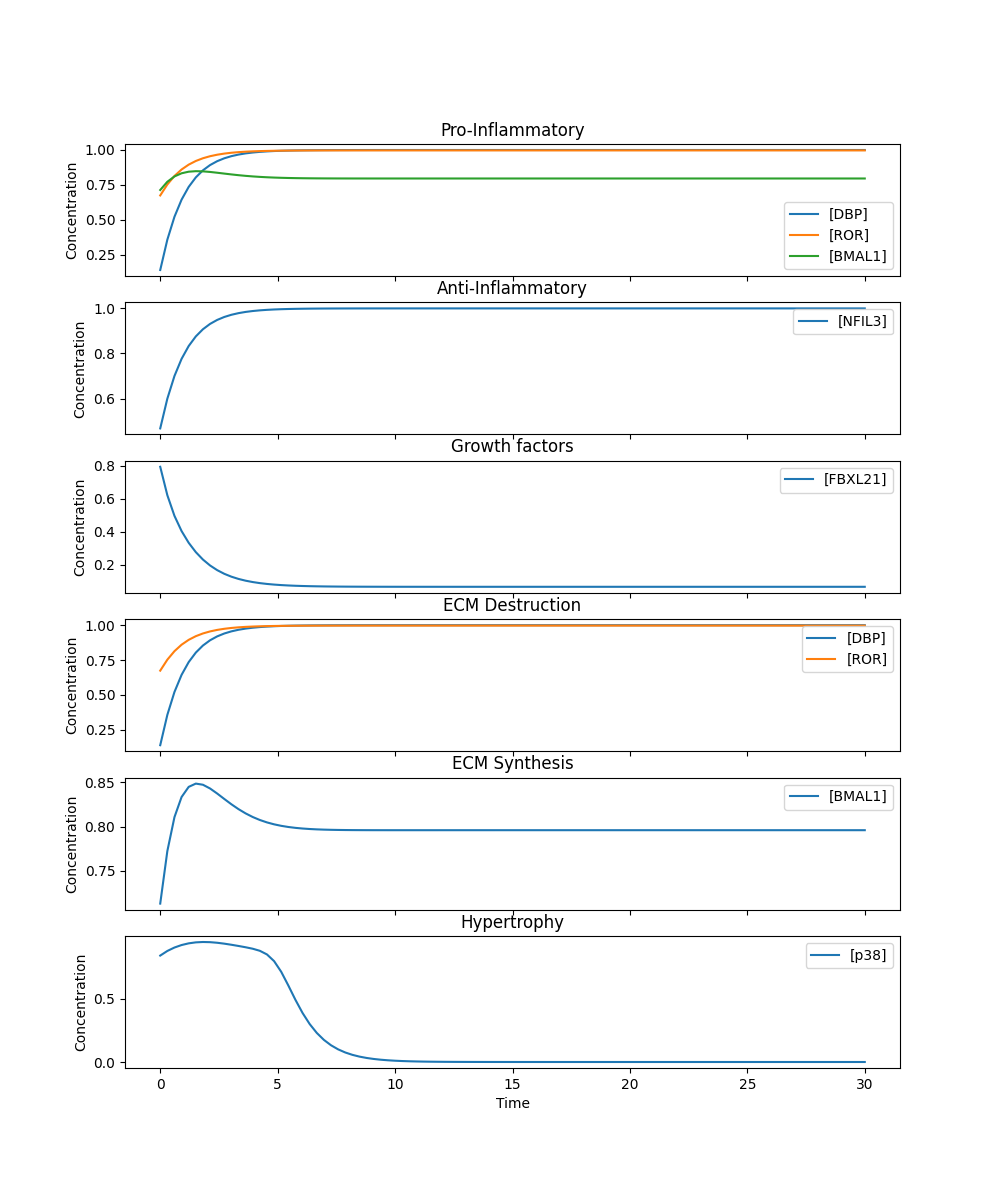 Pro-Inflammatory
Concentration
1.00
0.75
0.50
0.25
[DBP]
[ROR]
[BMAL1]
Anti-Inflammatory
Concentration
1.0
0.8
0.6
[NFIL3]
Growth factors
Concentration
0.8
0.6
0.4
0.2
[FBXL21]
ECM Destruction
Concentration
1.00
0.75
0.50
0.25
[DBP]
[ROR]
ECM Synthesis
Concentration
0.85
0.80
0.75
[BMAL1]
Hypertrophy
Concentration
0.5
0.0
[p38]
0 5 10 15 20 25 30
Time